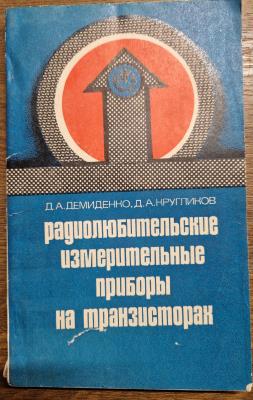 Д.А.ДЕМИДЕНКО, Д.А.КРУГЛИКОВ
РАДИОЛЮБИТЕЛЬСКИЕ
ИЗМЕРИТЕЛЬНЫЕ
ПРИБОРЫ
НА ТРАНЗИСТОРАХ